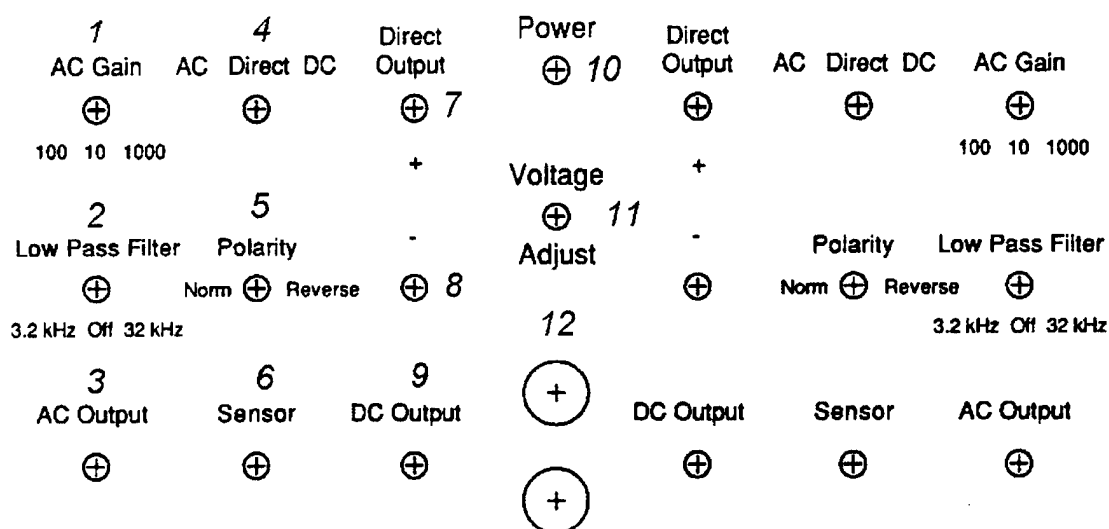 1 4 Direct Power Direct
AC Gain AC Direct DC Output 10 Output AC Direct DC AC Gain
7
100 10 1000 + + 100 10 1000
Voltage
2 5 11
Low Pass Filter Polarity - Adjust - Polarity Low Pass Filter
Norm Reverse 8 Norm Reverse
3.2 kHz Off 32 kHz 12 3.2 kHz Off 32 kHz
3 6 9
AC Output Sensor DC Output DC Output Sensor AC Output